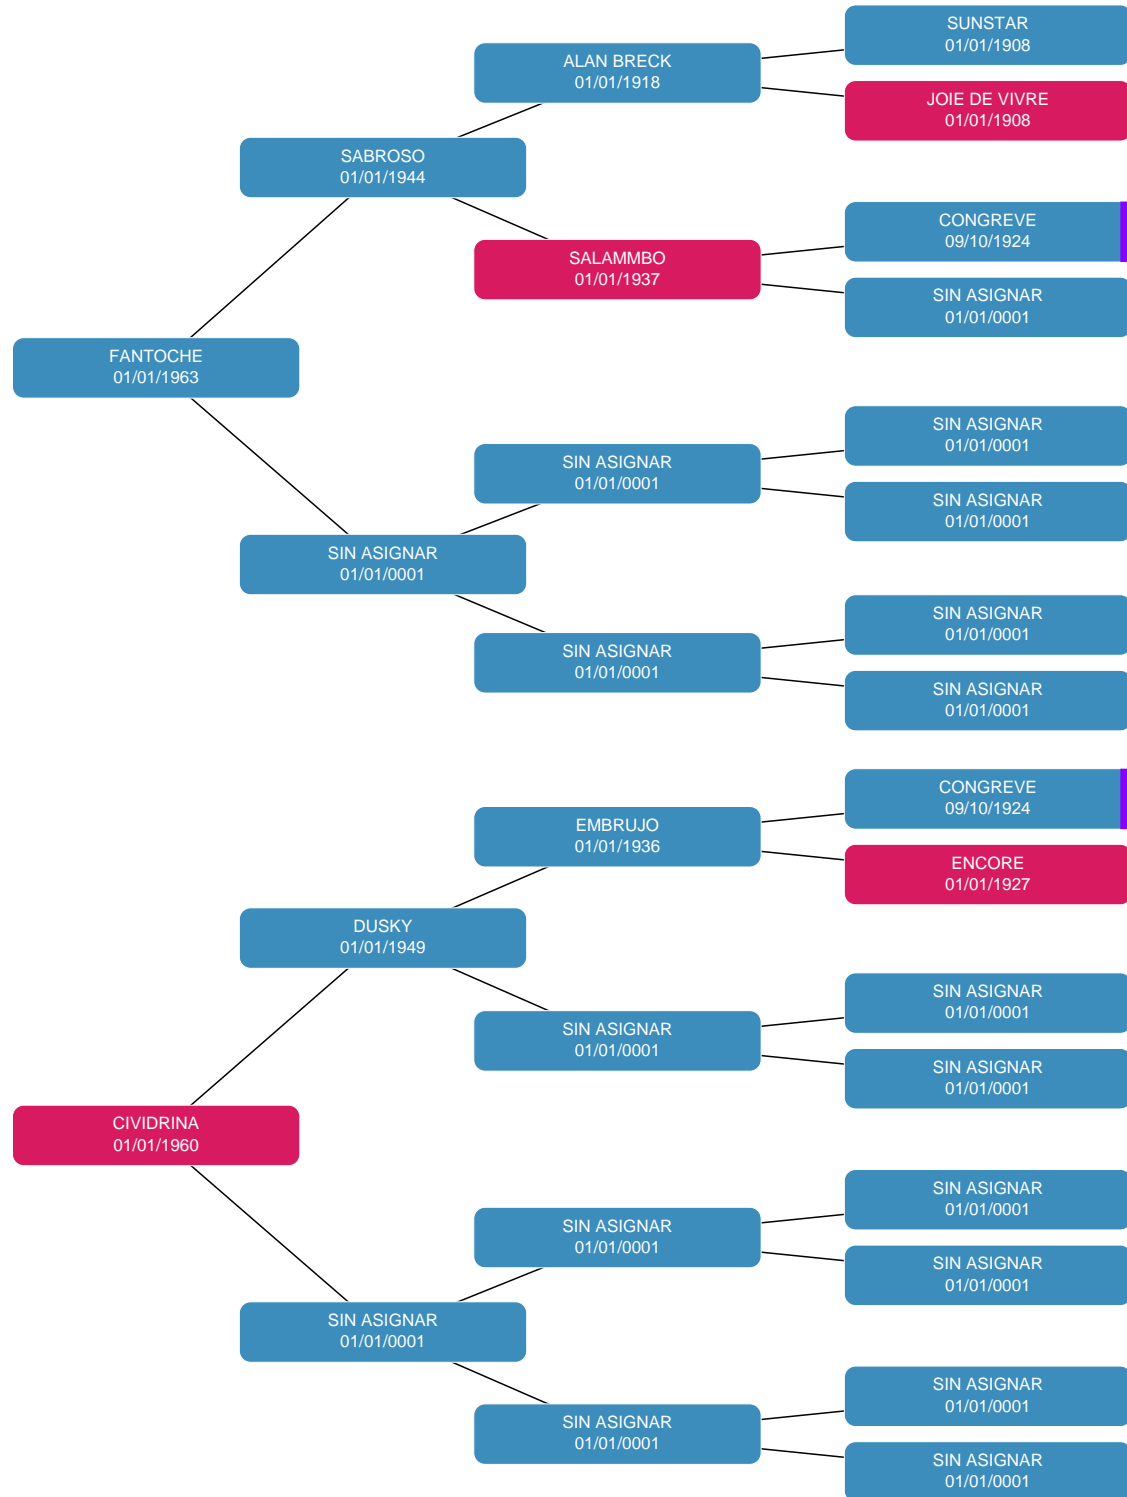 SUNSTAR
01/01/1908
ALAN BRECK
01/01/1918
JOIE DE VIVRE
01/01/1908
SABROSO
01/01/1944
CONGREVE
09/10/1924
SALAMMBO
01/01/1937
SIN ASIGNAR
01/01/0001
FANTOCHE
01/01/1963
SIN ASIGNAR
01/01/0001
SIN ASIGNAR
01/01/0001
SIN ASIGNAR
01/01/0001
SIN ASIGNAR
01/01/0001
SIN ASIGNAR
01/01/0001
SIN ASIGNAR
01/01/0001
SIN ASIGNAR
01/01/0001
CONGREVE
09/10/1924
EMBRUJO
01/01/1936
ENCORE
01/01/1927
DUSKY
01/01/1949
SIN ASIGNAR
01/01/0001
SIN ASIGNAR
01/01/0001
SIN ASIGNAR
01/01/0001
CIVIDRINA
01/01/1960
SIN ASIGNAR
01/01/0001
SIN ASIGNAR
01/01/0001
SIN ASIGNAR
01/01/0001
SIN ASIGNAR
01/01/0001
SIN ASIGNAR
01/01/0001
SIN ASIGNAR
01/01/0001
SIN ASIGNAR
01/01/0001